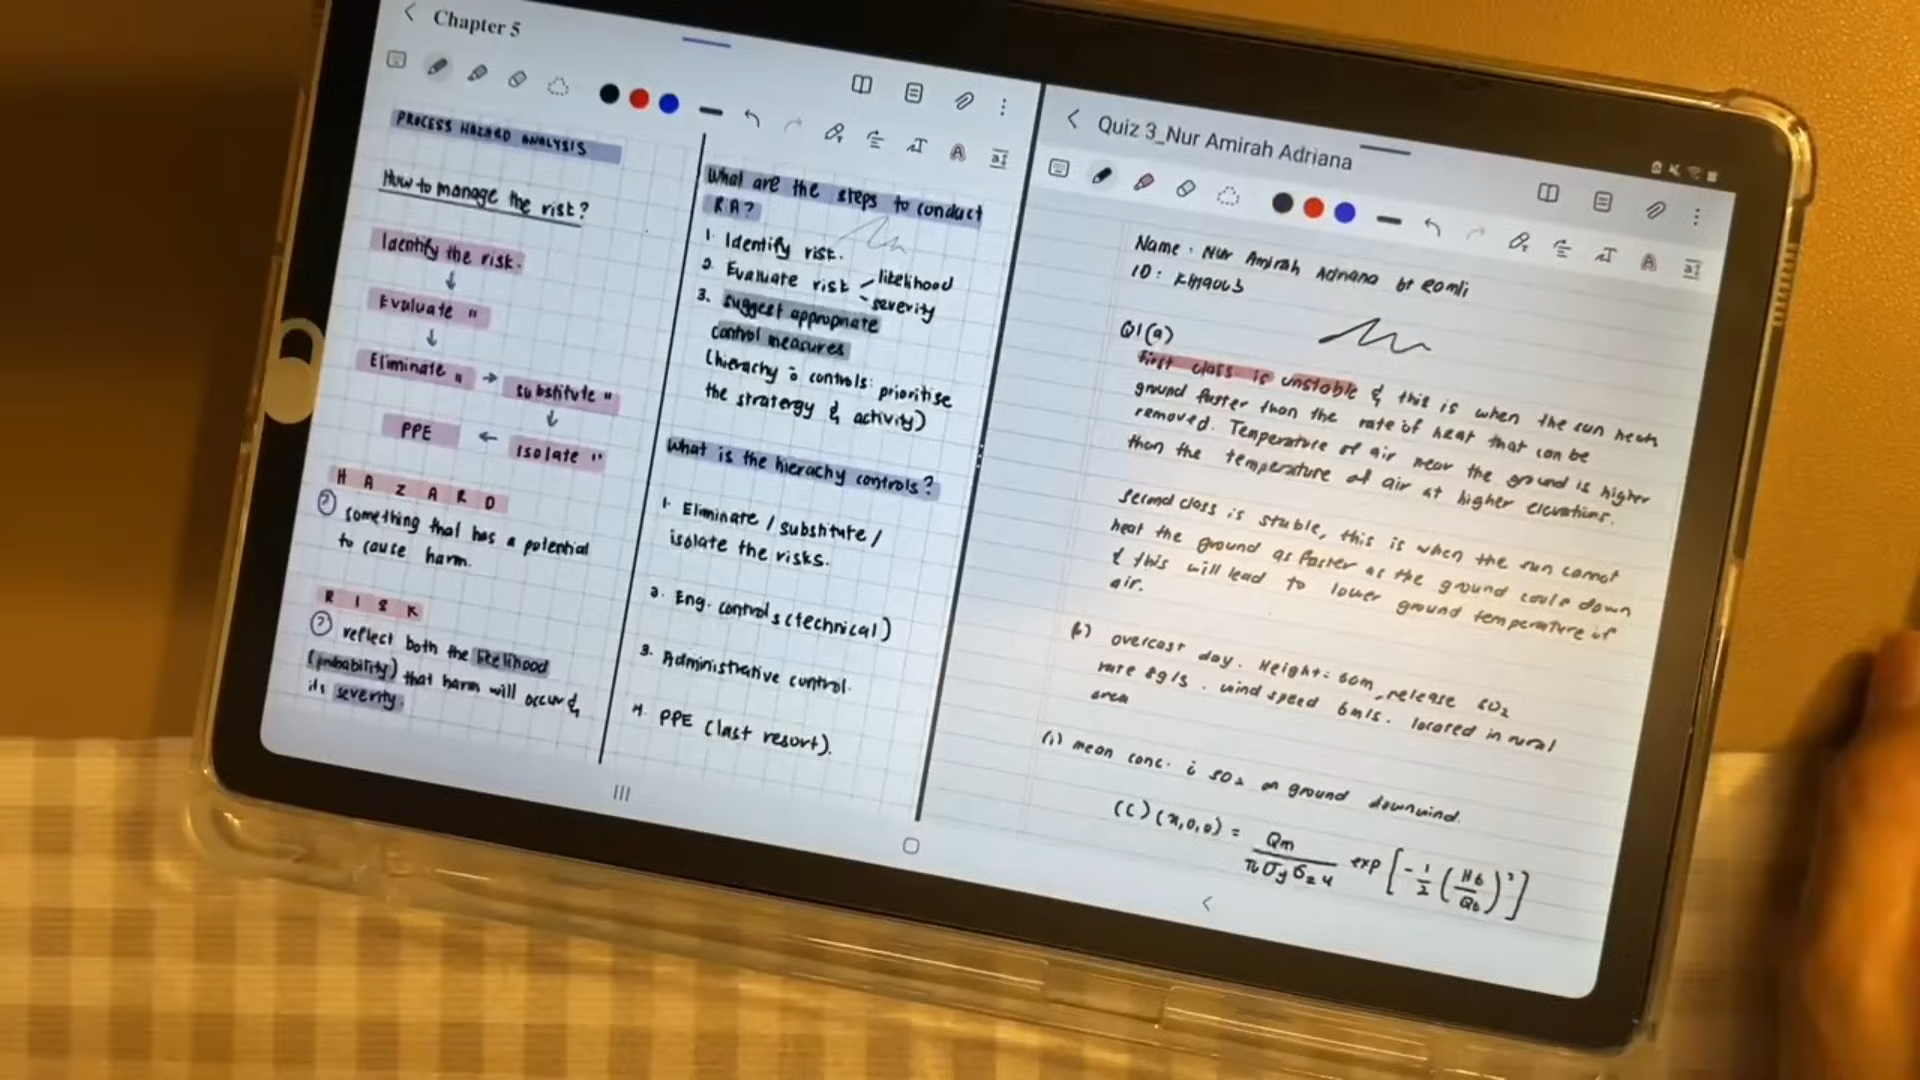 Chapter 5
PROCESS HAZARD ANALYSIS
How to manage the risk?
Identify the risk.
↓
Evaluate "
↓
Eliminate " → substitute "
↓
PPE ← Isolate "
H A Z A R D
? something that has a potential
to cause harm.
R I S K
? reflect both the likelihood
(probability) that harm will occur &
its severity.
What are the steps to conduct
RA?
1. Identify risk.
2. Evaluate risk - likelihood
- severity
3. suggest appropriate
control measures
(hierachy controls: prioritise
the stratergy & activity)
What is the hierachy controls?
1. Eliminate / substitute /
isolate the risks.
2. Eng. controls (technical)
3. Administrative control.
4. PPE (last resort).
Quiz 3_Nur Amirah Adriana
Name : Nur Amirah Adriana bt Romli
ID :
Q1(a)
First class is unstable & this is when the sun heats
ground faster than the rate of heat that can be
removed. Temperature of air near the ground is higher
than the temperature of air at higher elevations.
second class is stable, this is when the sun cannot
heat the ground as faster as the ground could down
& this will lead to lower ground temperature of
air.
(b) overcast day. Height = 60m, release SO2
rate 8g/s. wind speed 6m/s. located in rural
area
(i) mean conc. SO2 on ground downwind.
(C)(x,0,0) = Qm / πσyσzu exp [-1/2 (